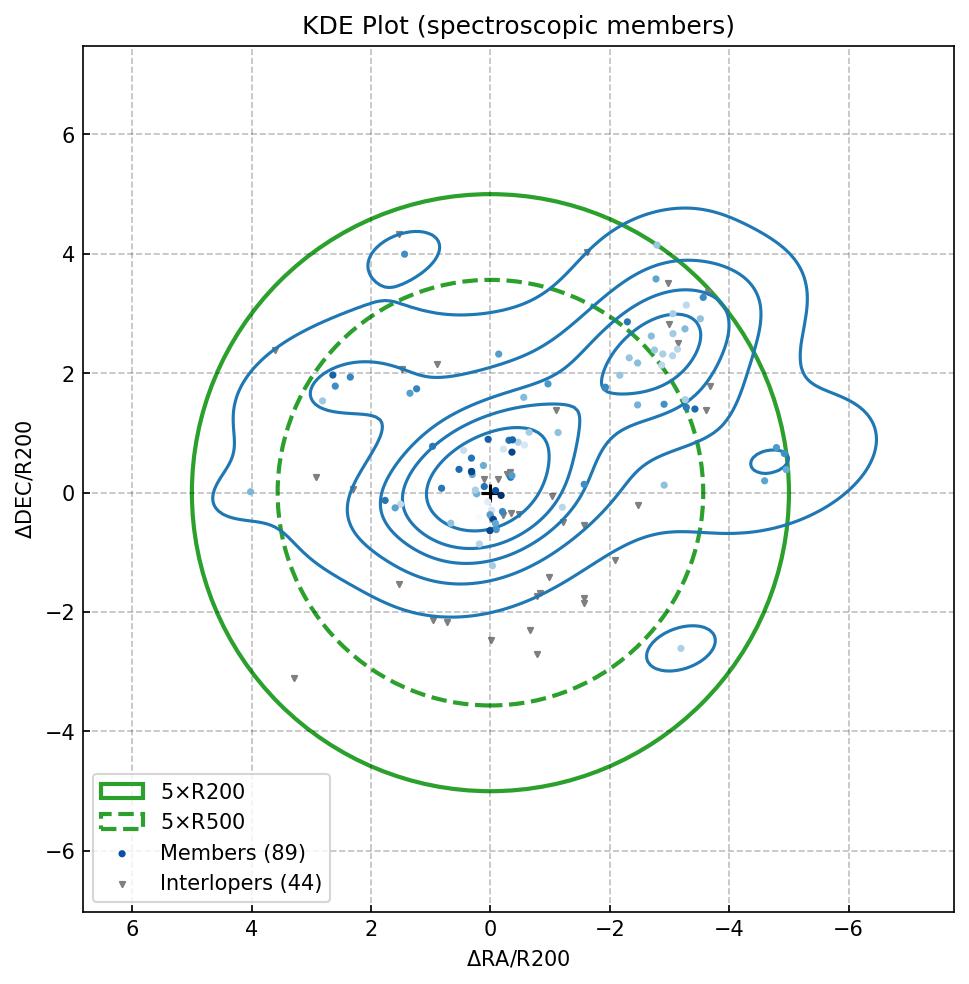 KDE Plot (spectroscopic members)
6
4
2
0
−2
−4
−6
ΔDEC/R200
5×R200
5×R500
Members (89)
Interlopers (44)
6 4 2 0 −2 −4 −6
ΔRA/R200